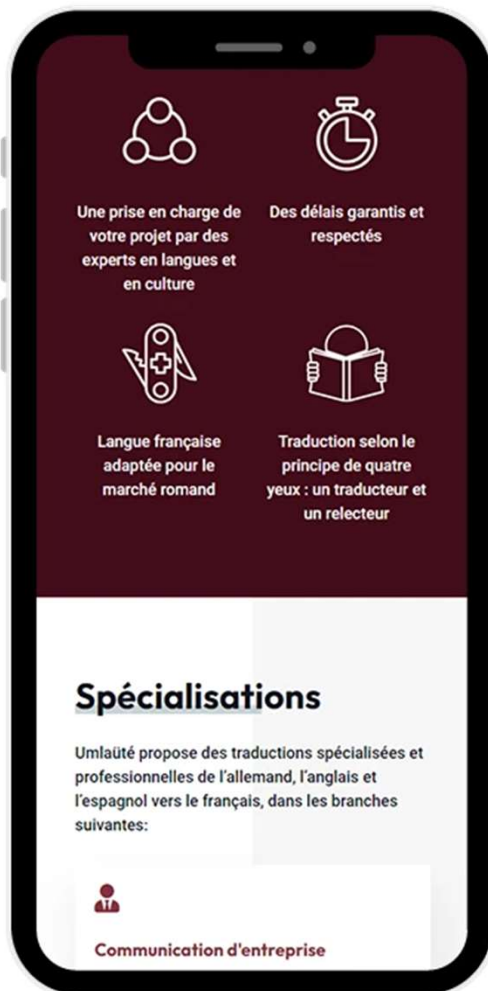 Une prise en charge de
votre projet par des
experts en langues et
en culture
Des délais garantis et
respectés
Langue française
adaptée pour le
marché romand
Traduction selon le
principe de quatre
yeux : un traducteur et
un relecteur
Spécialisations
Umlaüté propose des traductions spécialisées et
professionnelles de l'allemand, l'anglais et
l'espagnol vers le français, dans les branches
suivantes:
Communication d'entreprise